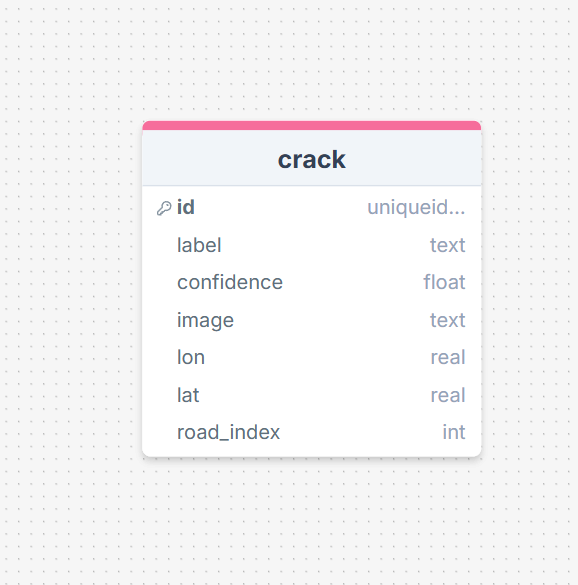 crack
id uniqueid...
label text
confidence float
image text
lon real
lat real
road_index int